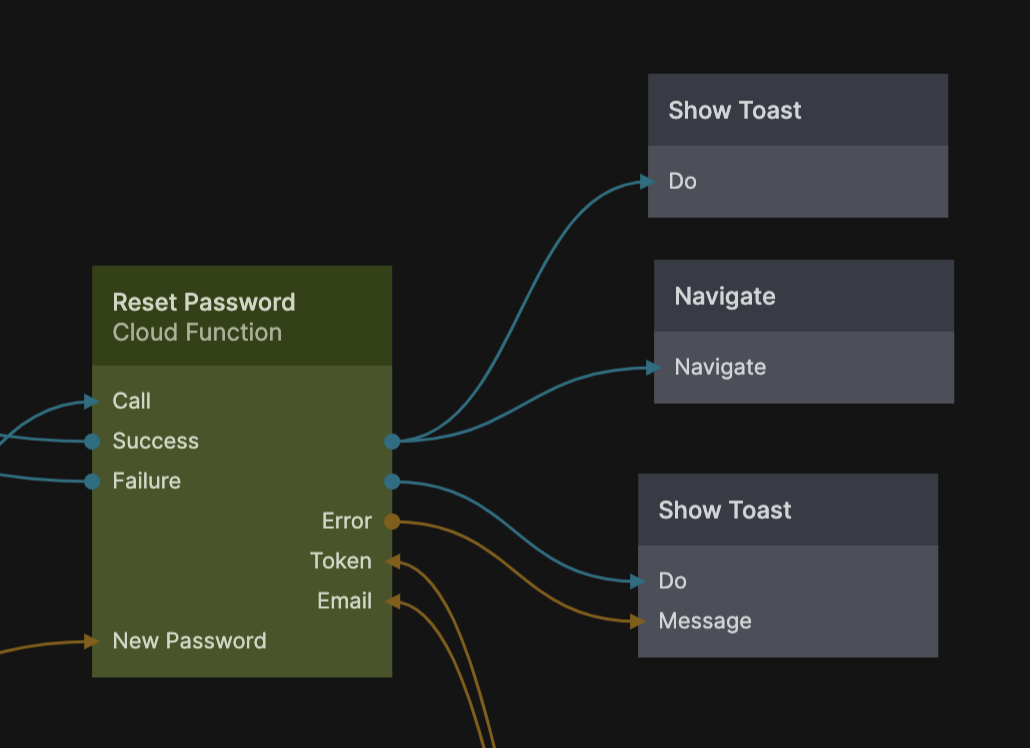 Show Toast
Do
Navigate
Navigate
Reset Password
Cloud Function
Call
Success
Failure
Error
Token
Email
New Password
Show Toast
Do
Message